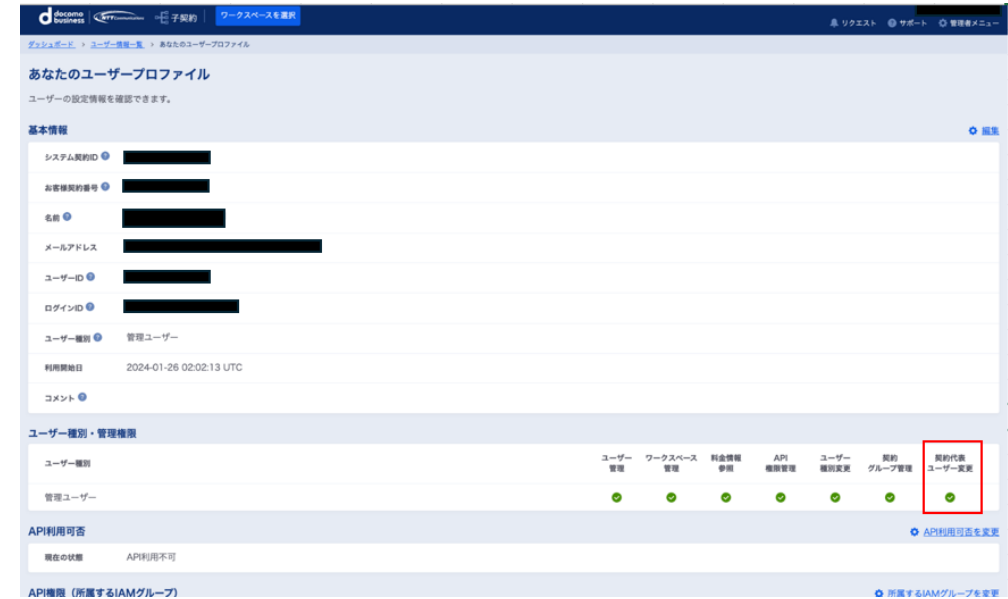 docomo business NTT Communications 子契約 ワークスペースを選択
リクエスト サポート 管理者メニュー
ダッシュボード > ユーザー情報一覧 > あなたのユーザープロファイル
あなたのユーザープロファイル
ユーザーの設定情報を確認できます。
基本情報 編集
システム契約ID
お客様契約番号
名前
メールアドレス
ユーザーID
ログインID
ユーザー種別 管理ユーザー
利用開始日 2024-01-26 02:02:13 UTC
コメント
ユーザー種別・管理権限
ユーザー種別 ユーザー管理 ワークスペース管理 料金情報参照 API権限管理 ユーザー種別変更 契約グループ管理 契約代表ユーザー変更
管理ユーザー
API利用可否 API利用可否を変更
現在の状態 API利用不可
API権限（所属するIAMグループ） 所属するIAMグループを変更